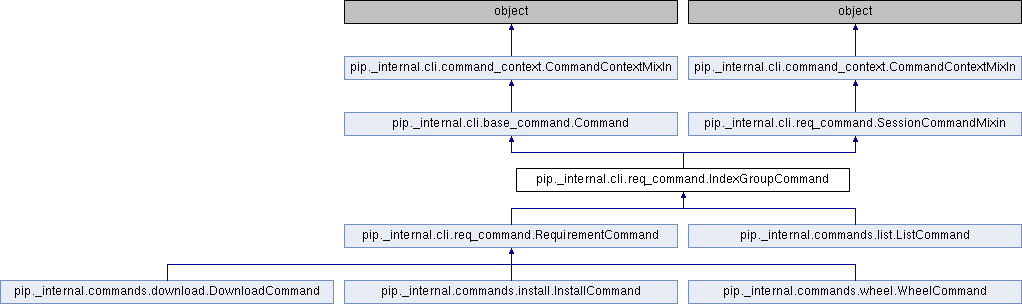 object
object
pip._internal.cli.command_context.CommandContextMixIn
pip._internal.cli.command_context.CommandContextMixIn
pip._internal.cli.base_command.Command
pip._internal.cli.req_command.SessionCommandMixin
pip._internal.cli.req_command.IndexGroupCommand
pip._internal.cli.req_command.RequirementCommand
pip._internal.commands.list.ListCommand
pip._internal.commands.download.DownloadCommand
pip._internal.commands.install.InstallCommand
pip._internal.commands.wheel.WheelCommand